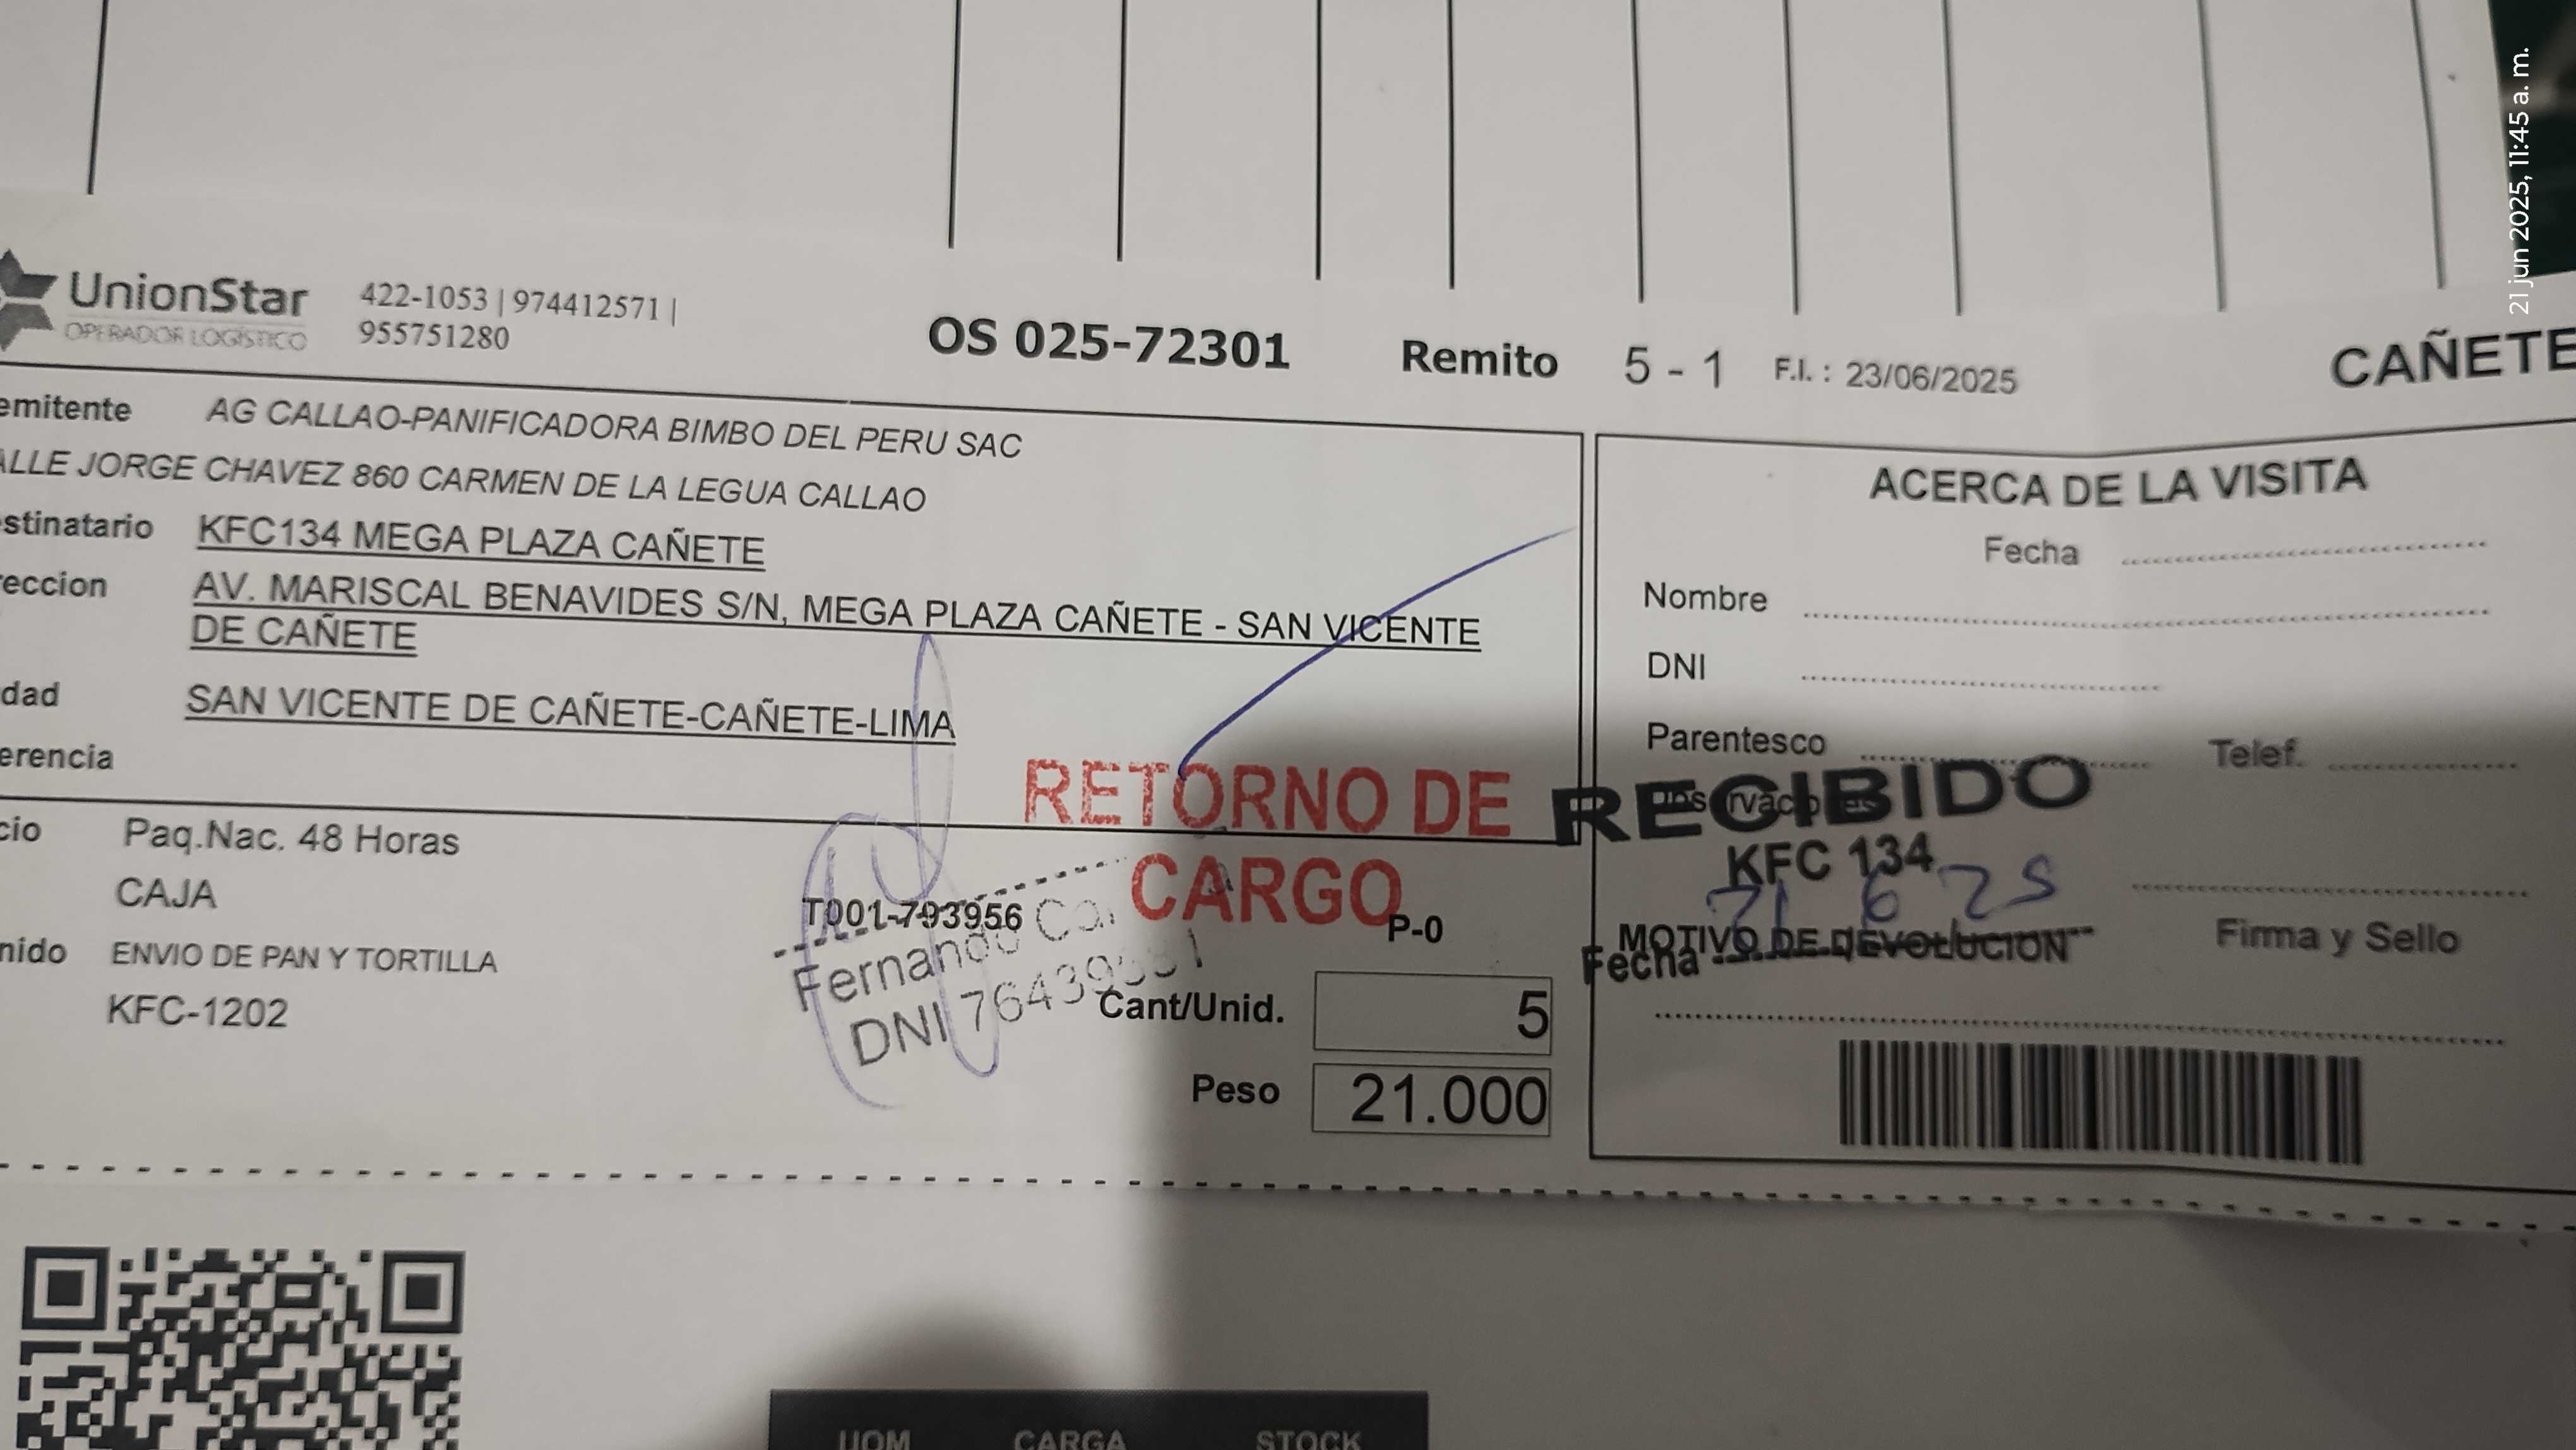 21 jun 2025, 11:45 a. m.
UnionStar
OPERADOR LOGÍSTICO
422-1053 | 974412571 |
955751280
OS 025-72301
Remito 5 - 1 F.I. : 23/06/2025
CAÑETE
emitente AG CALLAO-PANIFICADORA BIMBO DEL PERU SAC
ALLE JORGE CHAVEZ 860 CARMEN DE LA LEGUA CALLAO
stinatario KFC134 MEGA PLAZA CAÑETE
eccion AV. MARISCAL BENAVIDES S/N, MEGA PLAZA CAÑETE - SAN VICENTE
DE CAÑETE
dad SAN VICENTE DE CAÑETE-CAÑETE-LIMA
erencia
cio Paq.Nac. 48 Horas
CAJA
nido ENVIO DE PAN Y TORTILLA
KFC-1202
RETORNO DE
CARGO
T001-793956
P-0
Fernando
DNI
Cant/Unid. 5
Peso 21.000
ACERCA DE LA VISITA
Fecha
Nombre
DNI
Parentesco
Telef.
RECIBIDO
KFC 134
21 6 25
MOTIVO DE DEVOLUCION
Fecha
Firma y Sello
UOM CARGA STOCK